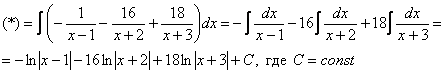 (*) = ∫(−1/(x−1) − 16/(x+2) + 18/(x+3))dx = −∫dx/(x−1) − 16∫dx/(x+2) + 18∫dx/(x+3) =
= −ln|x−1| − 16ln|x+2| + 18ln|x+3| + C, где C = const